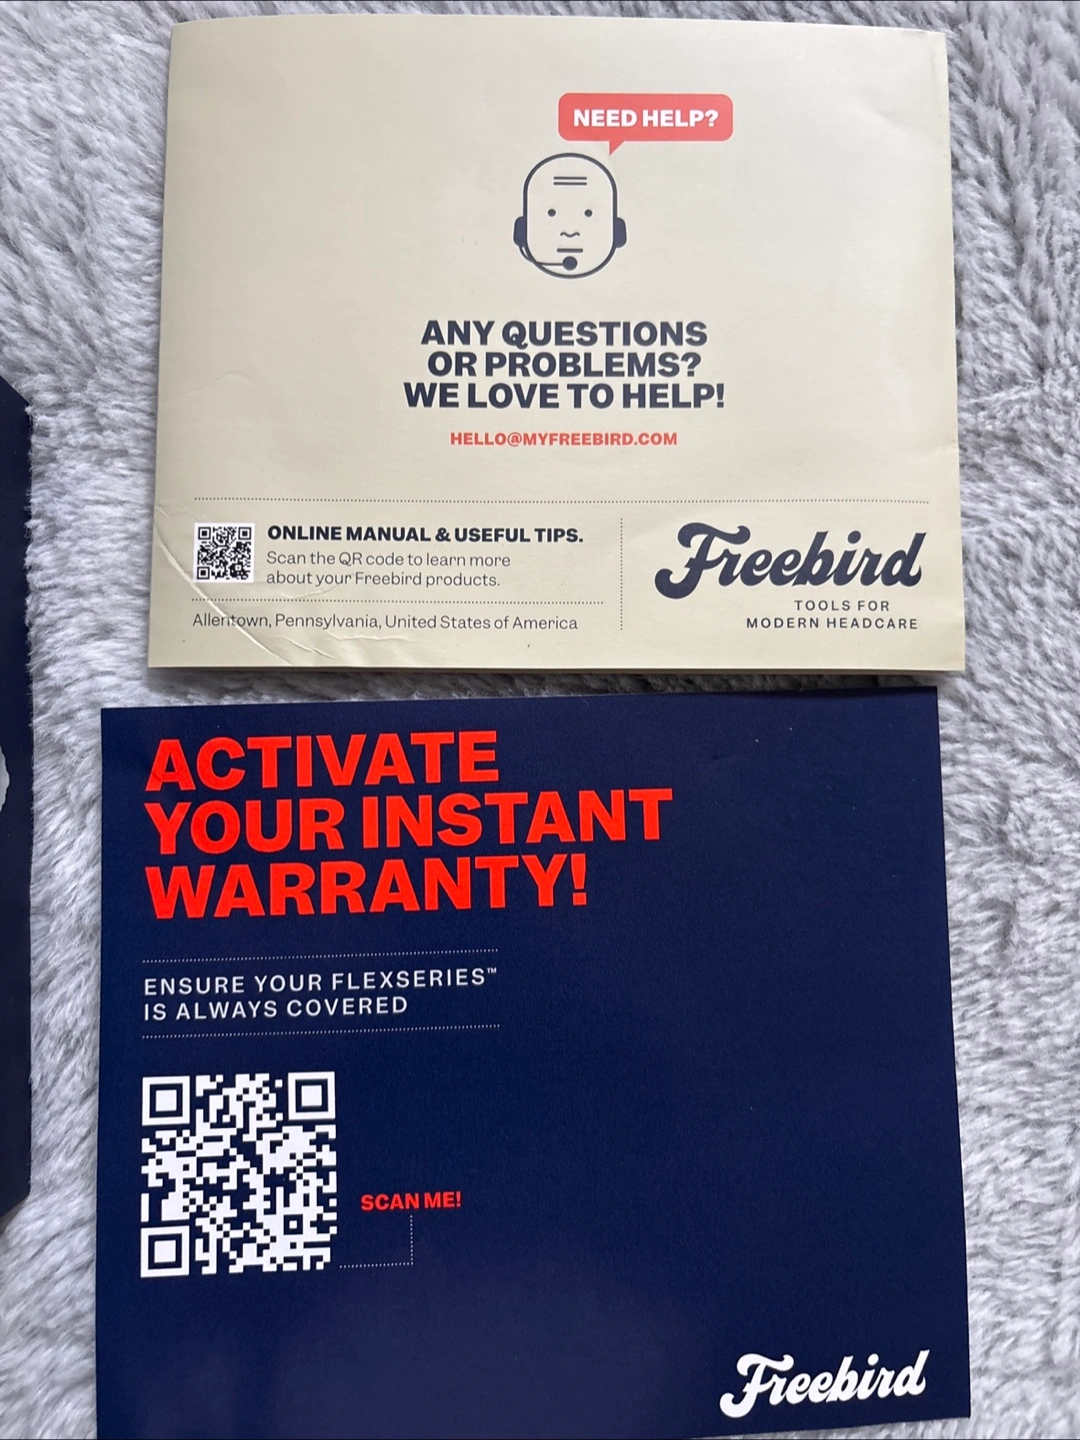 NEED HELP?
ANY QUESTIONS
OR PROBLEMS?
WE LOVE TO HELP!
HELLO@MYFREEBIRD.COM
ONLINE MANUAL & USEFUL TIPS.
Scan the QR code to learn more
about your Freebird products.
Allentown, Pennsylvania, United States of America
Freebird
TOOLS FOR
MODERN HEADCARE
ACTIVATE
YOUR INSTANT
WARRANTY!
ENSURE YOUR FLEXSERIES™
IS ALWAYS COVERED
SCAN ME!
Freebird